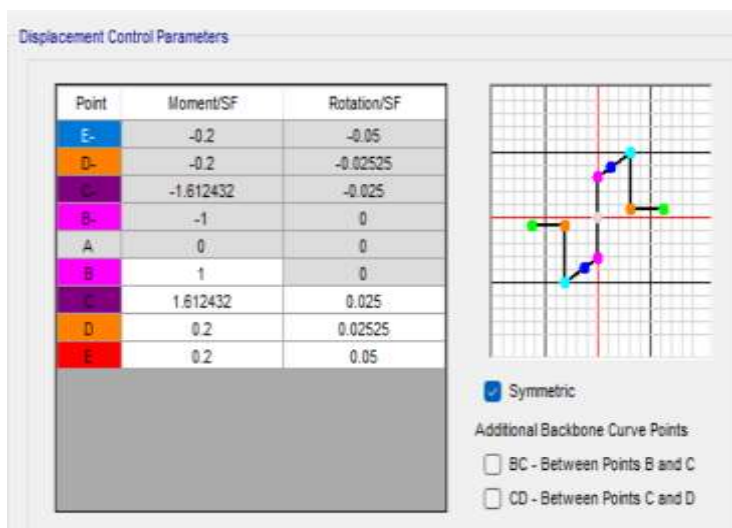 Displacement Control Parameters
Point Moment/SF Rotation/SF
E- -0.2 -0.05
D- -0.2 -0.02525
C- -1.612432 -0.025
B- -1 0
A 0 0
B 1 0
C 1.612432 0.025
D 0.2 0.02525
E 0.2 0.05
Symmetric
Additional Backbone Curve Points
BC - Between Points B and C
CD - Between Points C and D